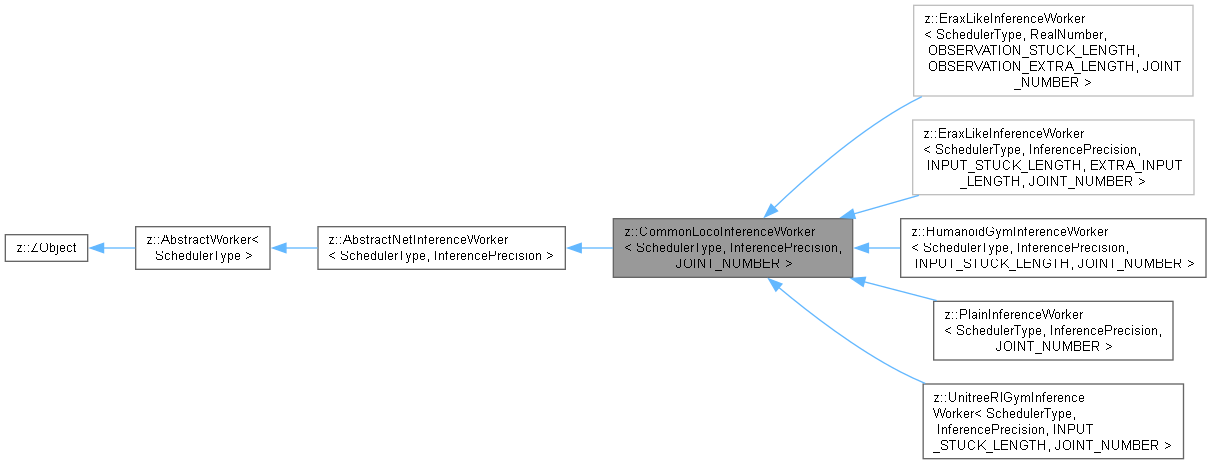 z::ZObject
z::AbstractWorker<
SchedulerType >
z::AbstractNetInferenceWorker
< SchedulerType, InferencePrecision >
z::CommonLocoInferenceWorker
< SchedulerType, InferencePrecision,
JOINT_NUMBER >
z::EraxLikeInferenceWorker
< SchedulerType, RealNumber,
OBSERVATION_STUCK_LENGTH,
OBSERVATION_EXTRA_LENGTH, JOINT
_NUMBER >
z::EraxLikeInferenceWorker
< SchedulerType, InferencePrecision,
INPUT_STUCK_LENGTH, EXTRA_INPUT
_LENGTH, JOINT_NUMBER >
z::HumanoidGymInferenceWorker
< SchedulerType, InferencePrecision,
INPUT_STUCK_LENGTH, JOINT_NUMBER >
z::PlainInferenceWorker
< SchedulerType, InferencePrecision,
JOINT_NUMBER >
z::UnitreeRlGymInference
Worker< SchedulerType,
InferencePrecision, INPUT
_STUCK_LENGTH, JOINT_NUMBER >